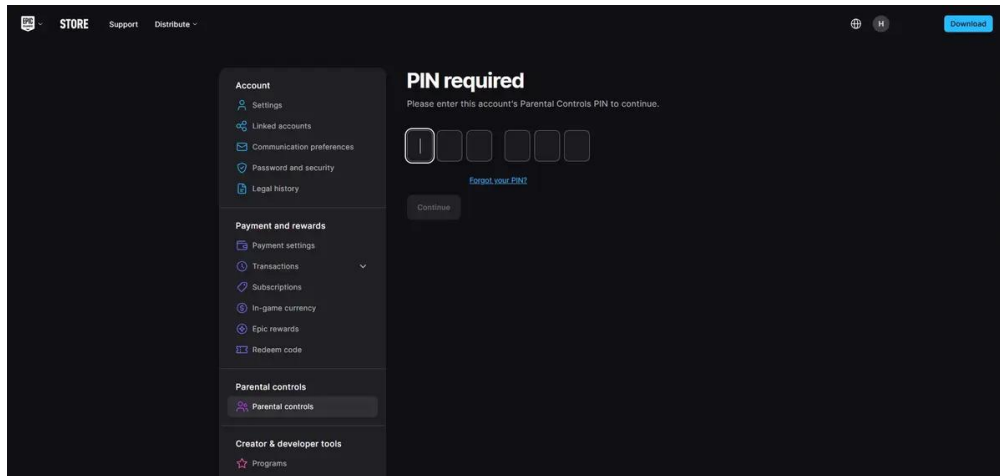 EPIC
GAMES
STORE
Support
Distribute
H
Download
Account
Settings
Linked accounts
Communication preferences
Password and security
Legal history
Payment and rewards
Payment settings
Transactions
Subscriptions
In-game currency
Epic rewards
Redeem code
Parental controls
Parental controls
Creator & developer tools
Programs
PIN required
Please enter this account's Parental Controls PIN to continue.
Forgot your PIN?
Continue